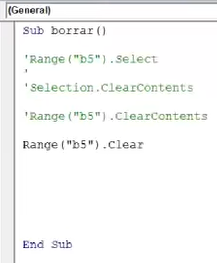 (General)
Sub borrar()
'Range("b5").Select
'
'Selection.ClearContents
'Range("b5").ClearContents
Range("b5").Clear
End Sub